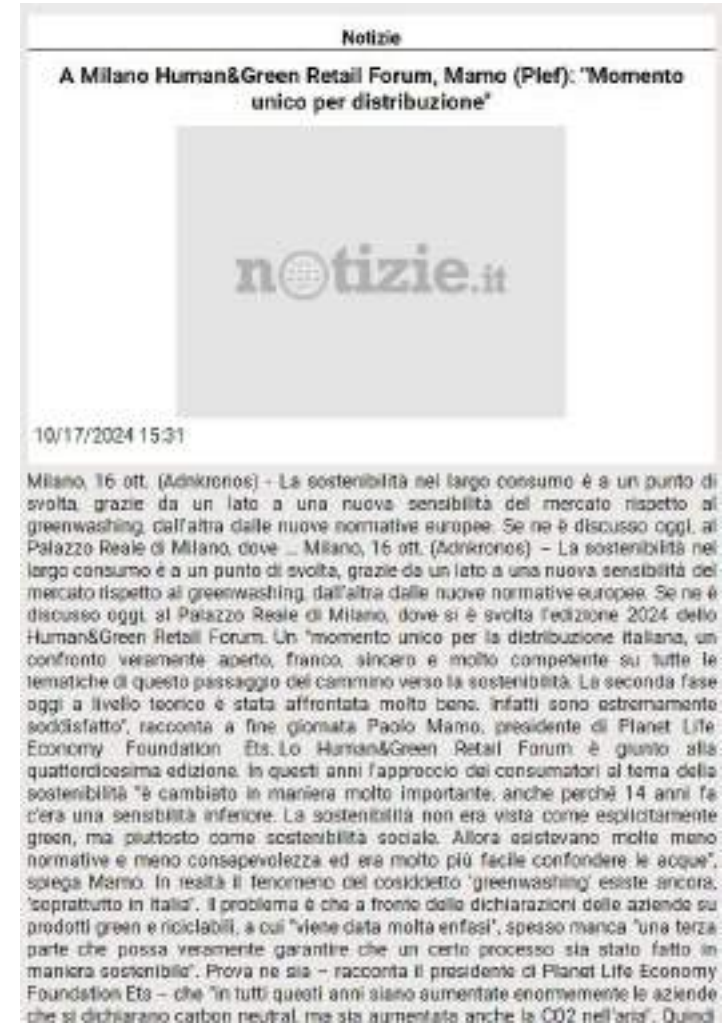 Notizie
A Milano Human&Green Retail Forum, Mamo (Plef): "Momento
unico per distribuzione"
notizie.it
10/17/2024 15:31
Milano, 16 ott. (Adnkronos) - La sostenibilità nel largo consumo è a un punto di
svolta, grazie da un lato a una nuova sensibilità del mercato rispetto al
greenwashing, dall'altra dalle nuove normative europee. Se ne è discusso oggi, al
Palazzo Reale di Milano, dove ... Milano, 16 ott. (Adnkronos) – La sostenibilità nel
largo consumo è a un punto di svolta, grazie da un lato a una nuova sensibilità del
mercato rispetto al greenwashing, dall'altra dalle nuove normative europee. Se ne è
discusso oggi, al Palazzo Reale di Milano, dove si è svolta l'edizione 2024 dello
Human&Green Retail Forum. Un "momento unico per la distribuzione italiana, un
confronto veramente aperto, franco, sincero e molto competente su tutte le
tematiche di questo passaggio del cammino verso la sostenibilità. La seconda fase
oggi a livello teorico è stata affrontata molto bene. Infatti sono estremamente
soddisfatto", racconta a fine giornata Paolo Mamo, presidente di Planet Life
Economy Foundation Ets. Lo Human&Green Retail Forum è giunto alla
quattordicesima edizione. In questi anni l'approccio dei consumatori al tema della
sostenibilità "è cambiato in maniera molto importante, anche perché 14 anni fa
c'era una sensibilità inferiore. La sostenibilità non era vista come esplicitamente
green, ma piuttosto come sostenibilità sociale. Allora esistevano molte meno
normative e meno consapevolezza ed era molto più facile confondere le acque",
spiega Mamo. In realtà il fenomeno del cosiddetto 'greenwashing' esiste ancora,
"soprattutto in Italia". Il problema è che a fronte delle dichiarazioni delle aziende su
prodotti green e riciclabili, a cui "viene data molta enfasi", spesso manca "una terza
parte che possa veramente garantire che un certo processo sia stato fatto in
maniera sostenibile". Prova ne sia – racconta il presidente di Planet Life Economy
Foundation Ets – che "in tutti questi anni siano aumentate enormemente le aziende
che si dichiarano carbon neutral, ma sia aumentata anche la C02 nell'aria". Quindi